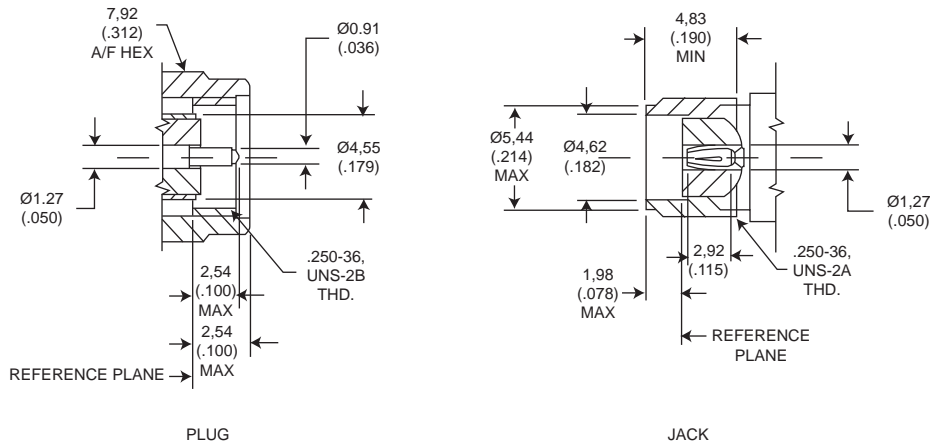 7,92
(.312)
A/F HEX
Ø0.91
(.036)
Ø4,55
(.179)
Ø1.27
(.050)
.250-36,
UNS-2B
THD.
2,54
(.100)
MAX
2,54
(.100)
MAX
REFERENCE PLANE
PLUG
4,83
(.190)
MIN
Ø5,44
(.214)
MAX
Ø4,62
(.182)
Ø1,27
(.050)
2,92
(.115)
.250-36,
UNS-2A
THD.
1,98
(.078)
MAX
REFERENCE
PLANE
JACK